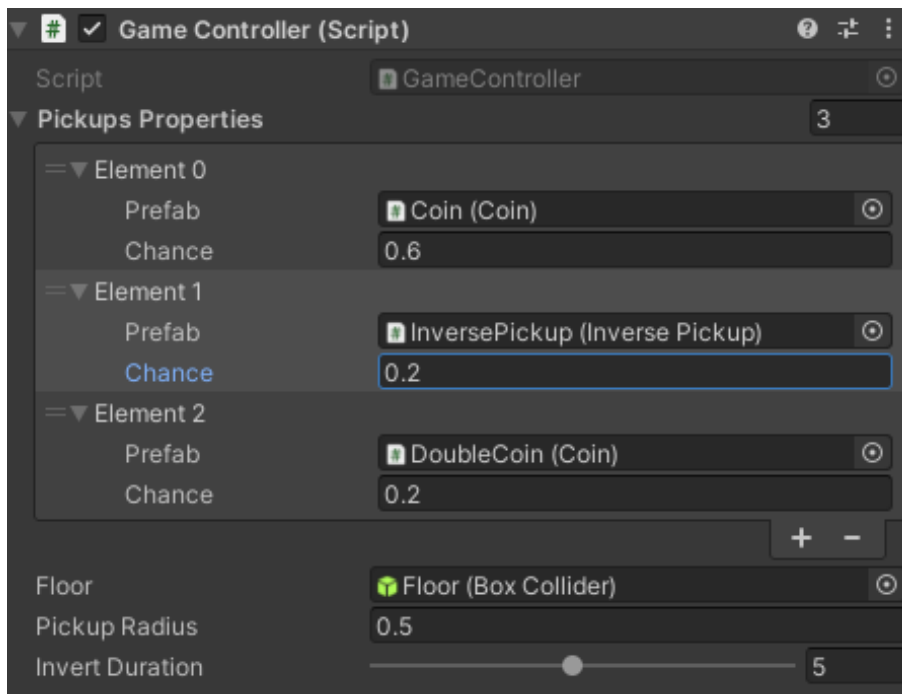 Game Controller (Script)
Script GameController
Pickups Properties 3
Element 0
Prefab Coin (Coin)
Chance 0.6
Element 1
Prefab InversePickup (Inverse Pickup)
Chance 0.2
Element 2
Prefab DoubleCoin (Coin)
Chance 0.2
+ -
Floor Floor (Box Collider)
Pickup Radius 0.5
Invert Duration 5